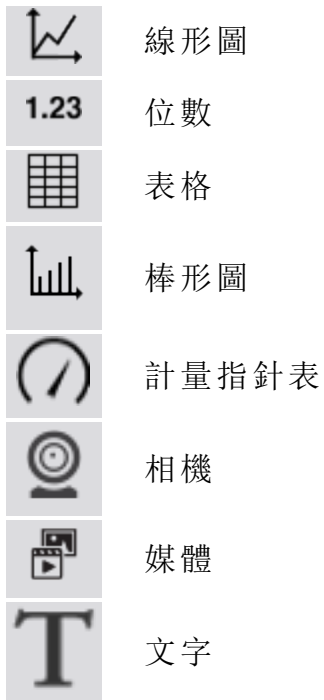 線形圖
1.23 位數
表格
棒形圖
計量指針表
相機
媒體
T 文字